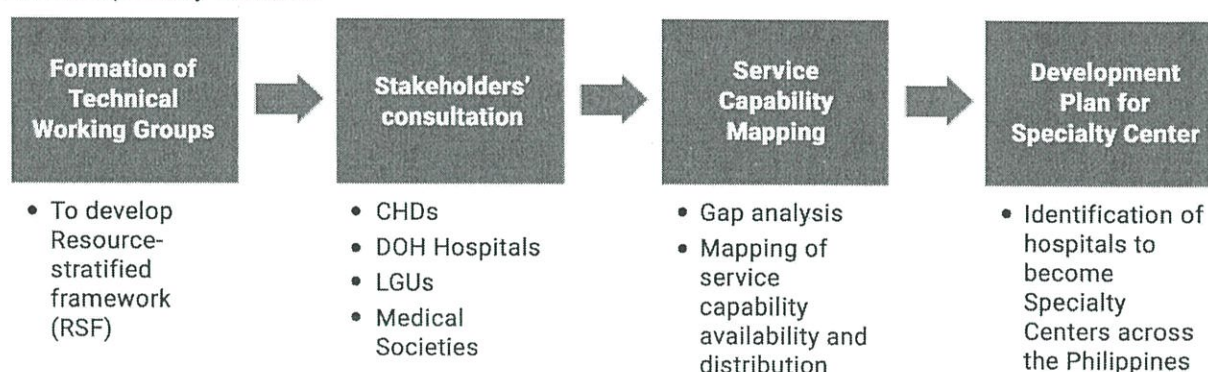 Formation of
Technical
Working Groups
• To develop
Resource-
stratified
framework
(RSF)
Stakeholders’
consultation
• CHDs
• DOH Hospitals
• LGUs
• Medical
Societies
Service
Capability
Mapping
• Gap analysis
• Mapping of
service
capability
availability and
distribution
Development
Plan for
Specialty Center
• Identification of
hospitals to
become
Specialty
Centers across
the Philippines